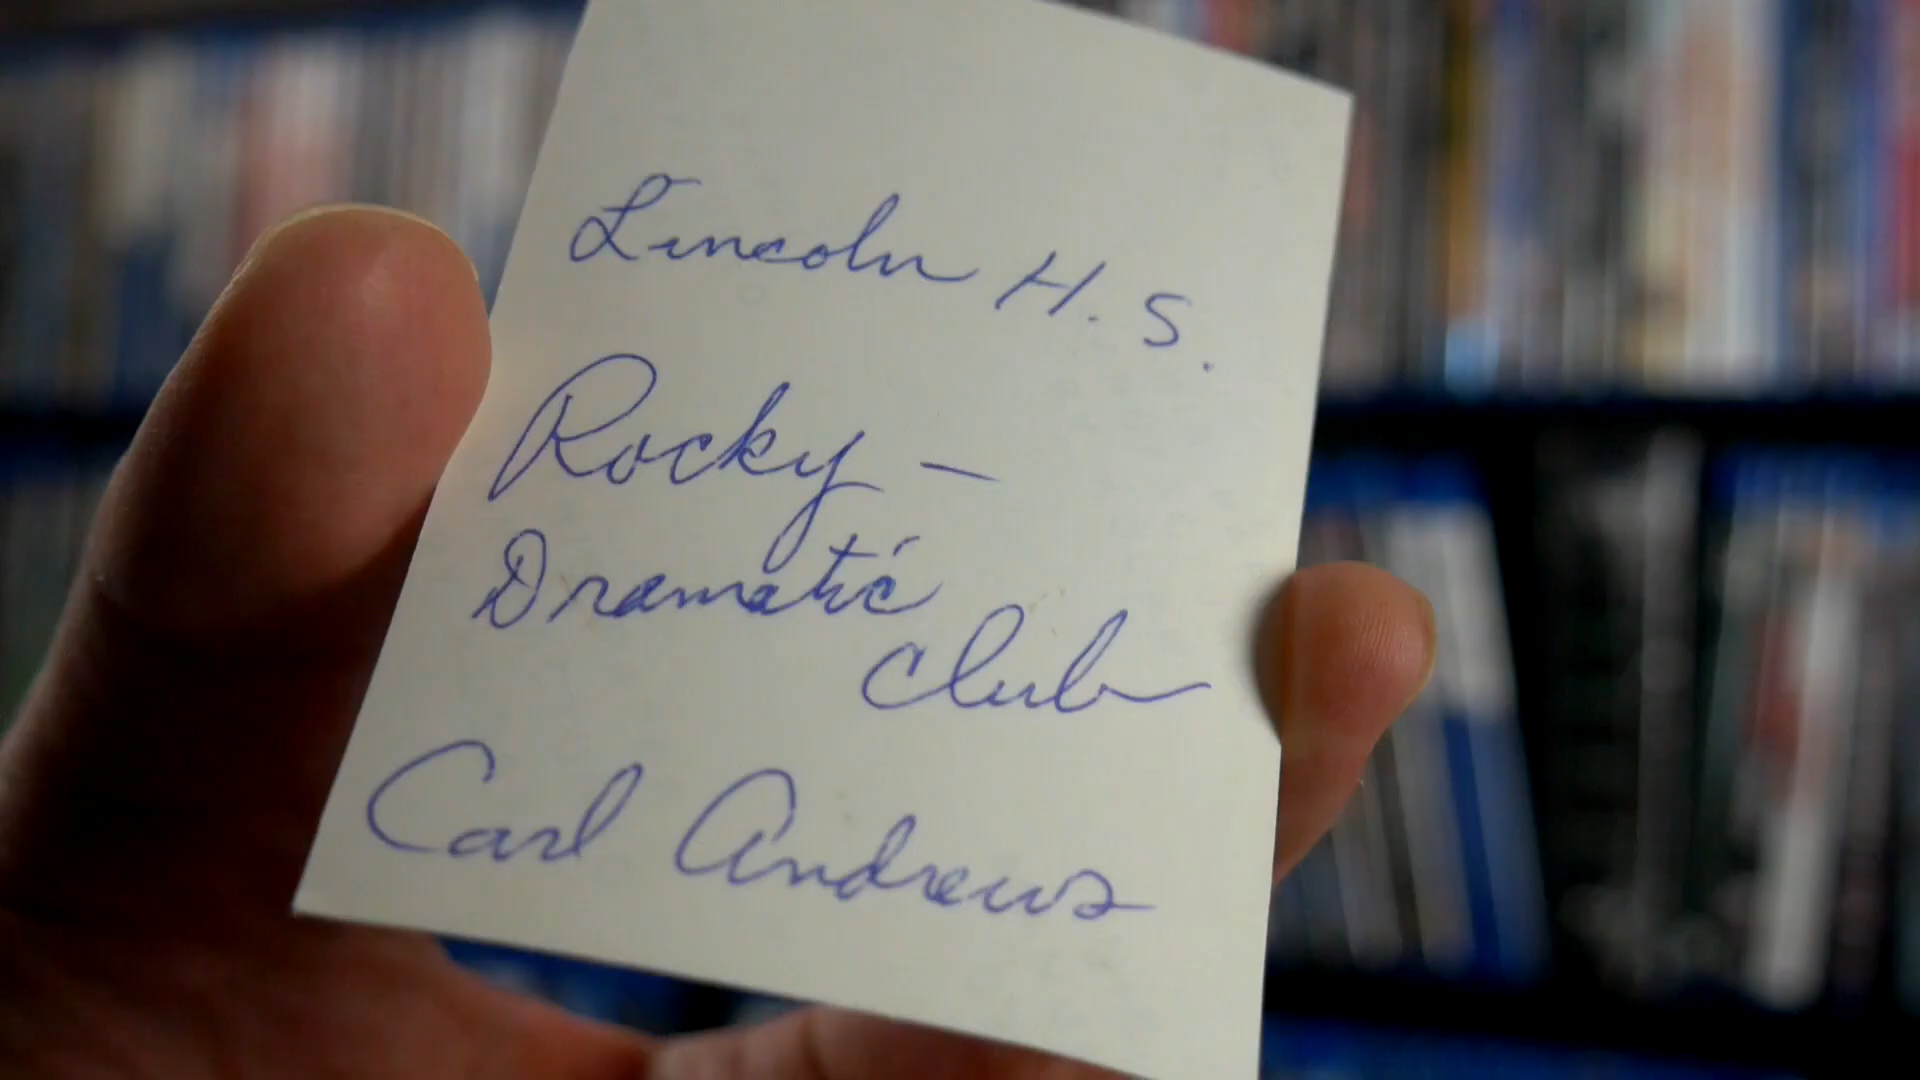 Lincoln H. S.
Rocky -
Dramatic
Club
Carl Andrews